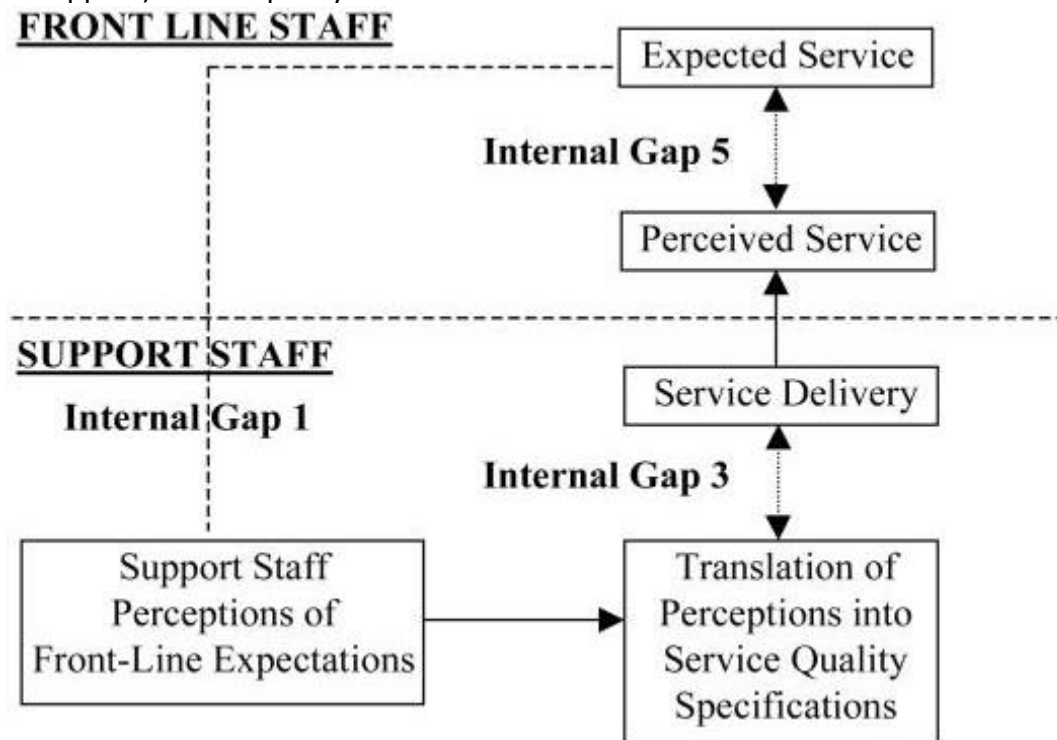 FRONT LINE STAFF
Expected Service
Internal Gap 5
Perceived Service
SUPPORT STAFF
Internal Gap 1
Service Delivery
Internal Gap 3
Support Staff
Perceptions of
Front-Line Expectations
Translation of
Perceptions into
Service Quality
Specifications